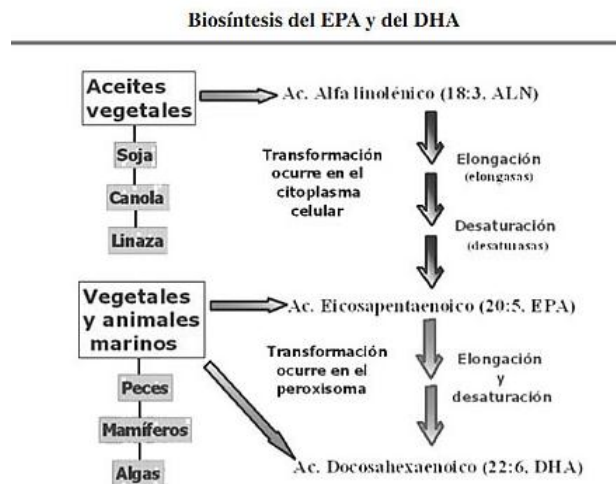 Biosíntesis del EPA y del DHA
Aceites
vegetales
Soja
Canola
Linaza
Ac. Alfa linolénico (18:3, ALN)
Transformación
ocurre en el
citoplasma
celular
Elongación
(elongasas)
Desaturación
(desaturasas)
Vegetales
y animales
marinos
Peces
Mamíferos
Algas
Ac. Eicosapentaenoico (20:5, EPA)
Transformación
ocurre en el
peroxisoma
Elongación
y
desaturación
Ac. Docosahexaenoico (22:6, DHA)